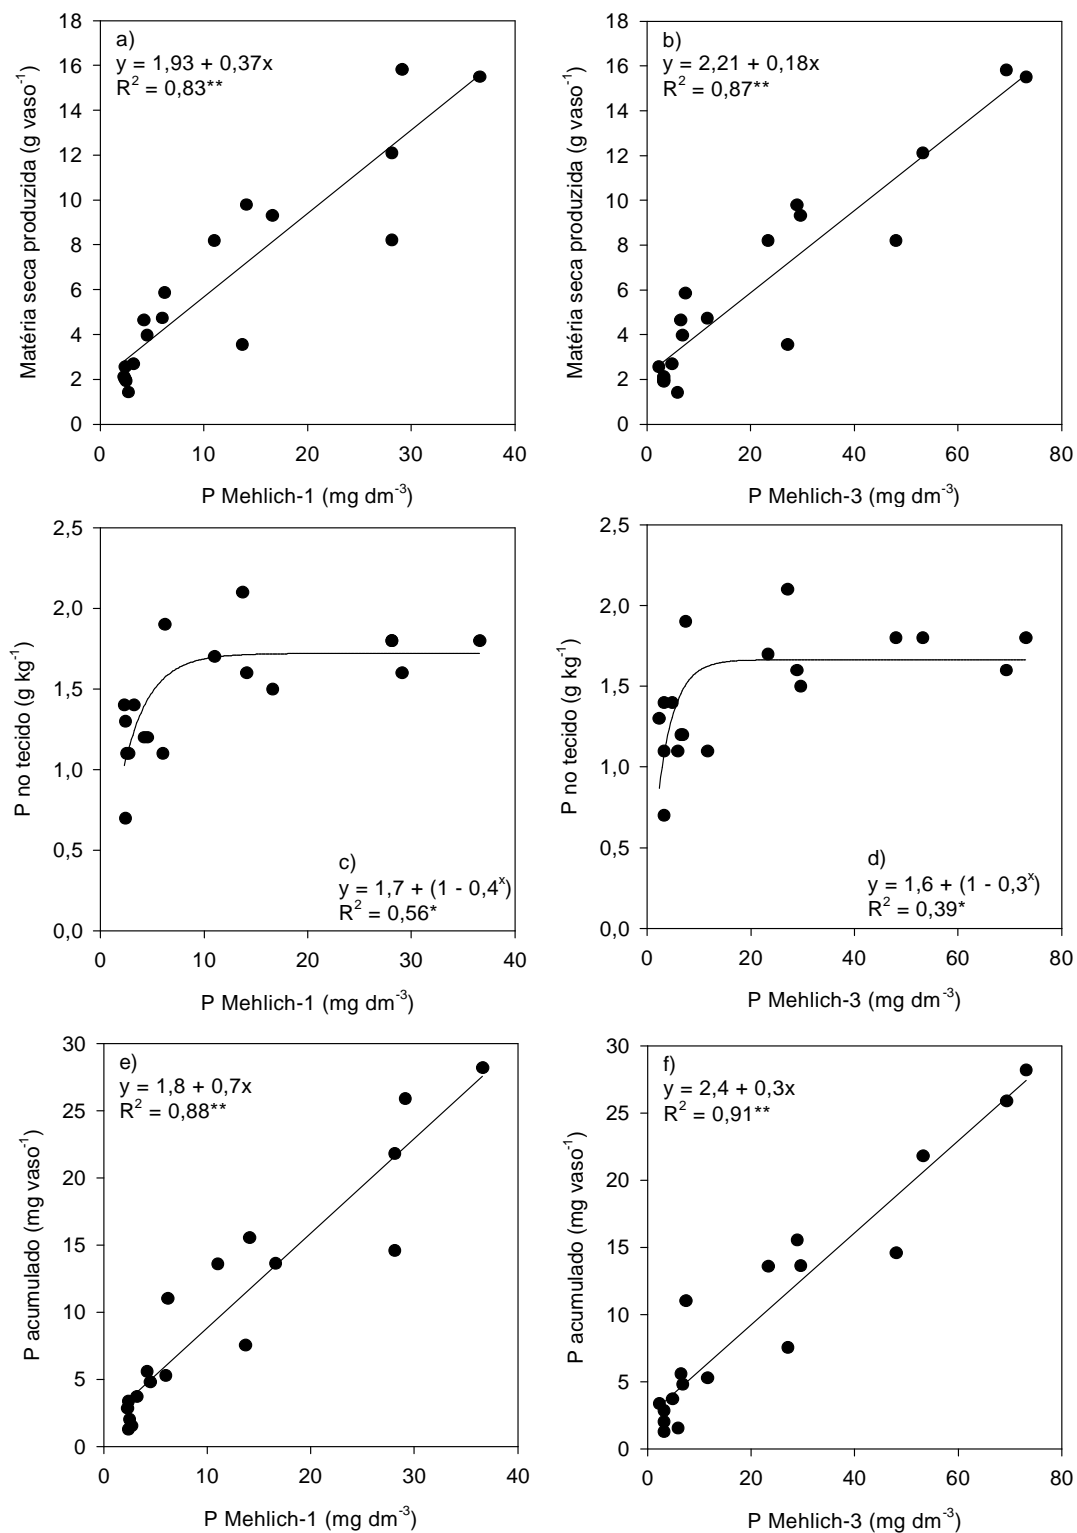 a)
y = 1,93 + 0,37x
R² = 0,83**
Matéria seca produzida (g vaso⁻¹)
18
16
14
12
10
8
6
4
2
0
0 10 20 30 40
P Mehlich-1 (mg dm⁻³)
b)
y = 2,21 + 0,18x
R² = 0,87**
Matéria seca produzida (g vaso⁻¹)
18
16
14
12
10
8
6
4
2
0
0 20 40 60 80
P Mehlich-3 (mg dm⁻³)
P no tecido (g kg⁻¹)
2,5
2,0
1,5
1,0
0,5
0,0
c)
y = 1,7 + (1 - 0,4ˣ)
R² = 0,56*
0 10 20 30 40
P Mehlich-1 (mg dm⁻³)
P no tecido (g kg⁻¹)
2,5
2,0
1,5
1,0
0,5
0,0
d)
y = 1,6 + (1 - 0,3ˣ)
R² = 0,39*
0 20 40 60 80
P Mehlich-3 (mg dm⁻³)
e)
y = 1,8 + 0,7x
R² = 0,88**
P acumulado (mg vaso⁻¹)
30
25
20
15
10
5
0
0 10 20 30 40
P Mehlich-1 (mg dm⁻³)
f)
y = 2,4 + 0,3x
R² = 0,91**
P acumulado (mg vaso⁻¹)
30
25
20
15
10
5
0
0 20 40 60 80
P Mehlich-3 (mg dm⁻³)